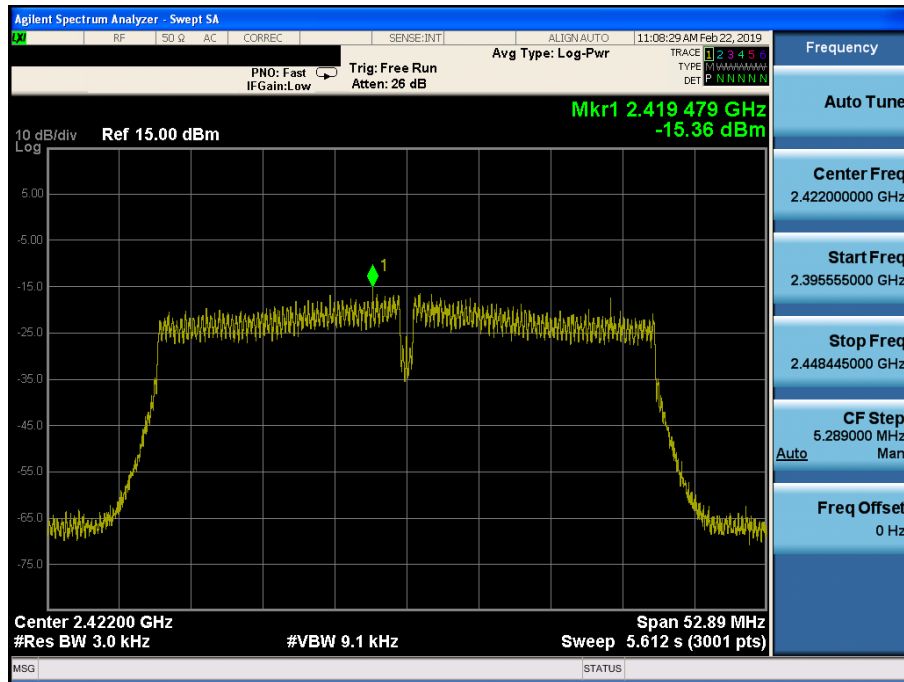 Agilent Spectrum Analyzer - Swept SA
LXI RF 50 Ω AC CORREC SENSE:INT ALIGN AUTO 11:08:29 AM Feb 22, 2019
Avg Type: Log-Pwr TRACE 1 2 3 4 5 6
PNO: Fast Trig: Free Run TYPE M WWWWW
IFGain:Low Atten: 26 dB DET P N N N N N
Mkr1 2.419 479 GHz
-15.36 dBm
10 dB/div Ref 15.00 dBm
Log
5.00
-5.00
1
-15.0
-25.0
-35.0
-45.0
-55.0
-65.0
-75.0
Center 2.42200 GHz Span 52.89 MHz
#Res BW 3.0 kHz #VBW 9.1 kHz Sweep 5.612 s (3001 pts)
MSG STATUS
Frequency
Auto Tune
Center Freq
2.422000000 GHz
Start Freq
2.395555000 GHz
Stop Freq
2.448445000 GHz
CF Step
5.289000 MHz
Auto Man
Freq Offset
0 Hz